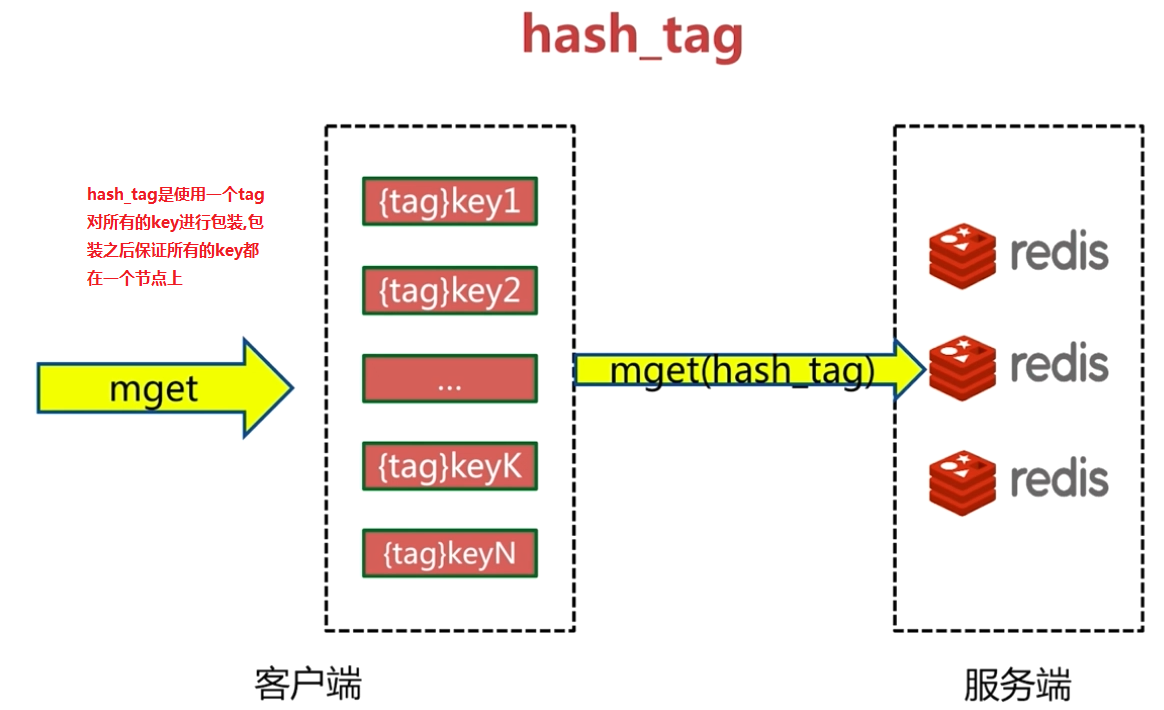 hash_tag
hash_tag是使用一个tag
对所有的key进行包装,包
装之后保证所有的key都
在一个节点上
mget
{tag}key1
{tag}key2
...
{tag}keyK
{tag}keyN
mget(hash_tag)
redis
redis
redis
客户端
服务端